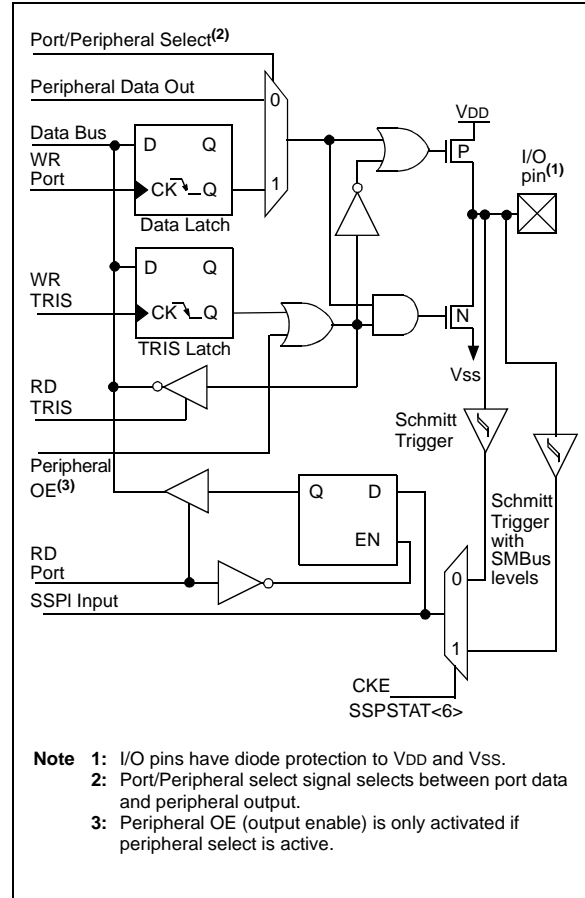 Port/Peripheral Select(2)
Peripheral Data Out
Data Bus
WR
Port
D Q
CK Q
Data Latch
0
1
VDD
P
I/O
pin(1)
WR
TRIS
D Q
CK Q
TRIS Latch
N
VSS
RD
TRIS
Schmitt
Trigger
Peripheral
OE(3)
Q D
EN
Schmitt
Trigger
with
SMBus
levels
RD
Port
SSPI Input
0
1
CKE
SSPSTAT<6>
Note 1: I/O pins have diode protection to VDD and VSS.
2: Port/Peripheral select signal selects between port data
and peripheral output.
3: Peripheral OE (output enable) is only activated if
peripheral select is active.